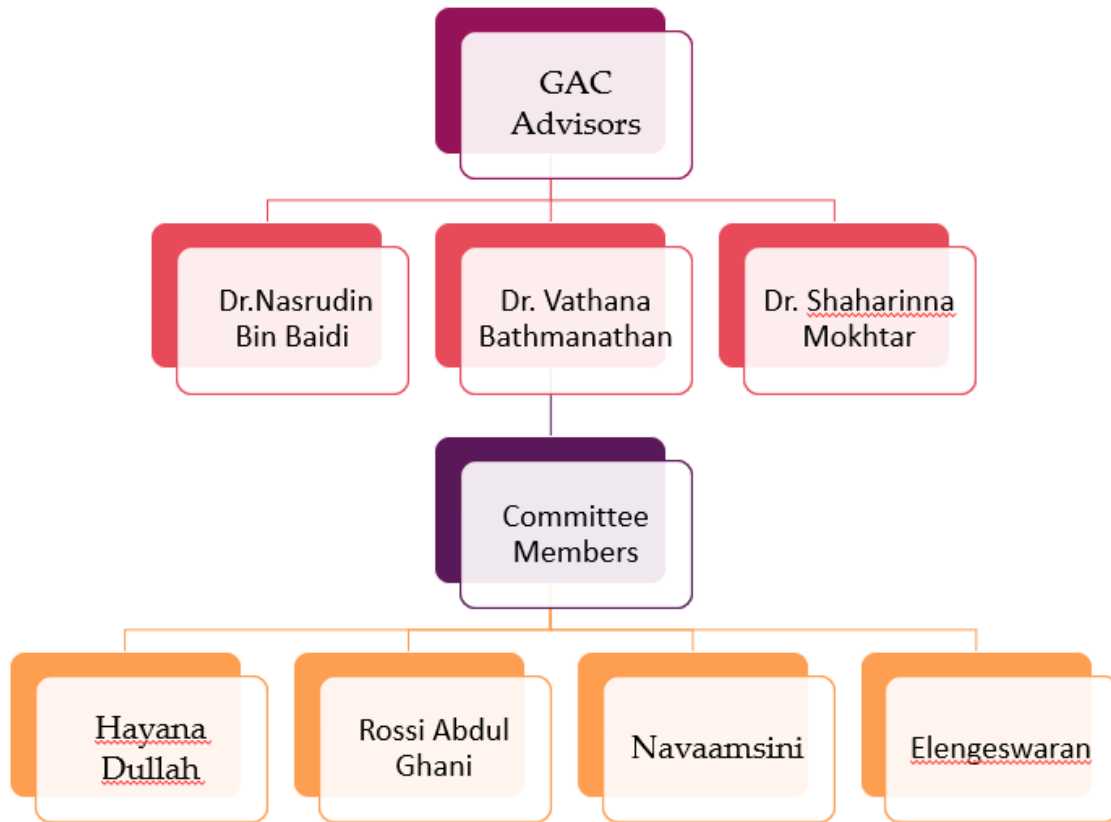 GAC
Advisors
Dr.Nasrudin
Bin Baidi
Dr. Vathana
Bathmanathan
Dr. Shaharinna
Mokhtar
Committee
Members
Hayana
Dullah
Rossi Abdul
Ghani
Navaamsini
Elengeswaran